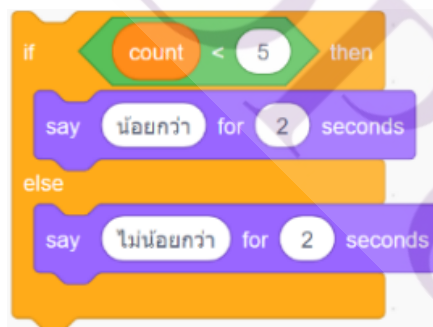 if count < 5 then
say น้อยกว่า for 2 seconds
else
say ไม่น้อยกว่า for 2 seconds